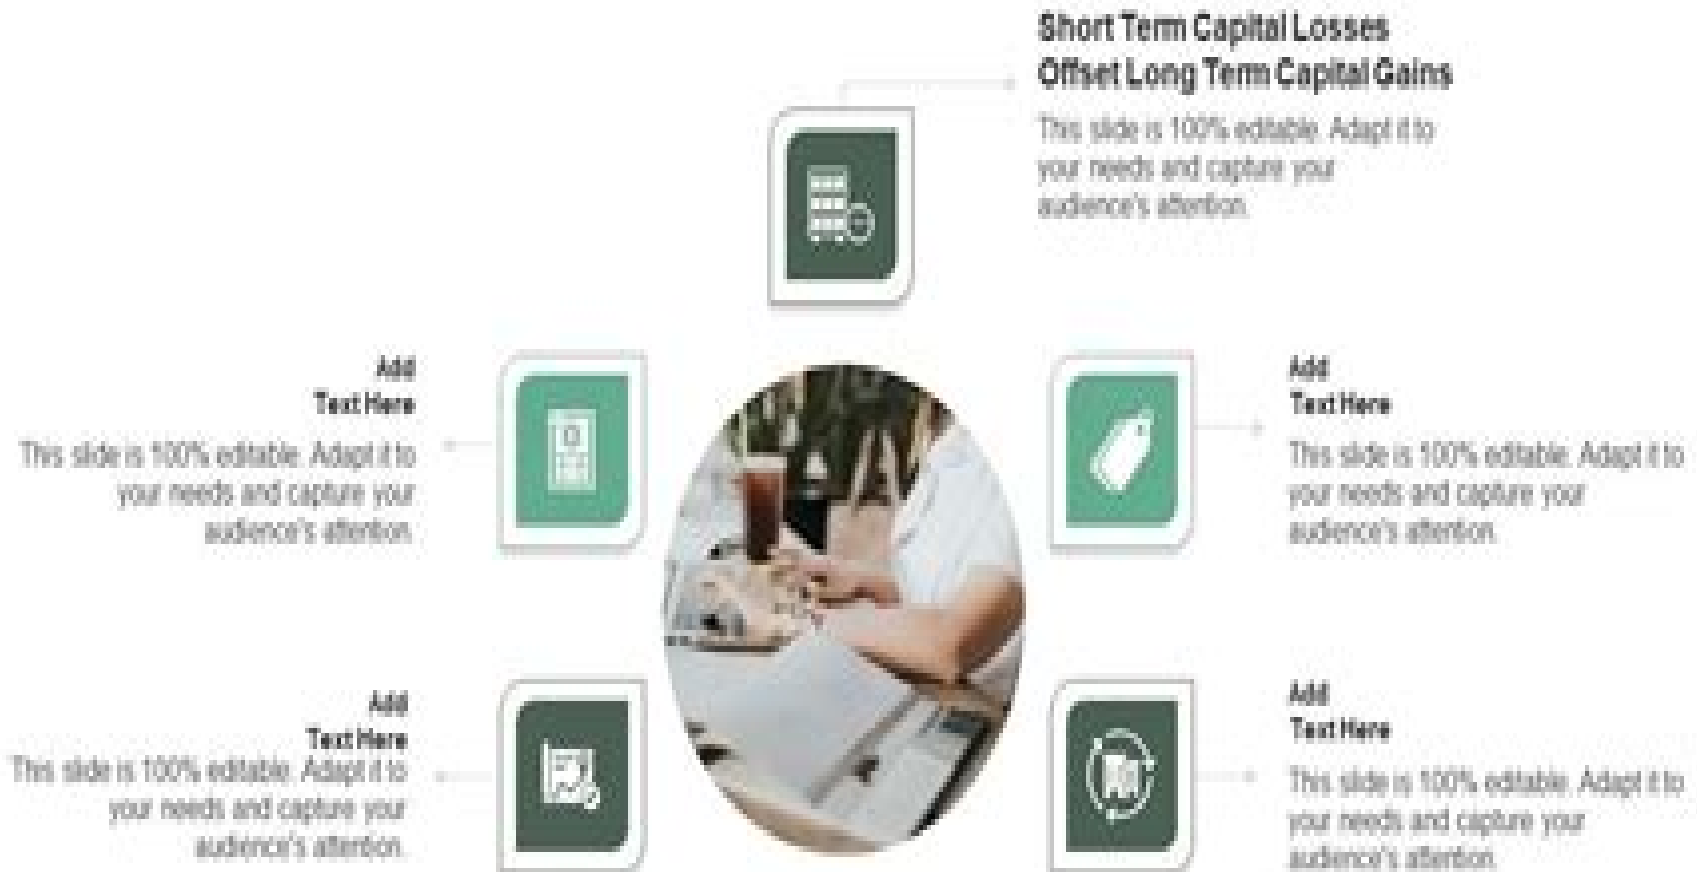 Short Term Capital Losses
Offset Long Term Capital Gains
This slide is 100% editable. Adapt it to
your needs and capture your
audience's attention.
Add
Text Here
This slide is 100% editable. Adapt it to
your needs and capture your
audience's attention.
Add
Text Here
This slide is 100% editable. Adapt it to
your needs and capture your
audience's attention.
Add
Text Here
This slide is 100% editable. Adapt it to
your needs and capture your
audience's attention.
Add
Text Here
This slide is 100% editable. Adapt it to
your needs and capture your
audience's attention.